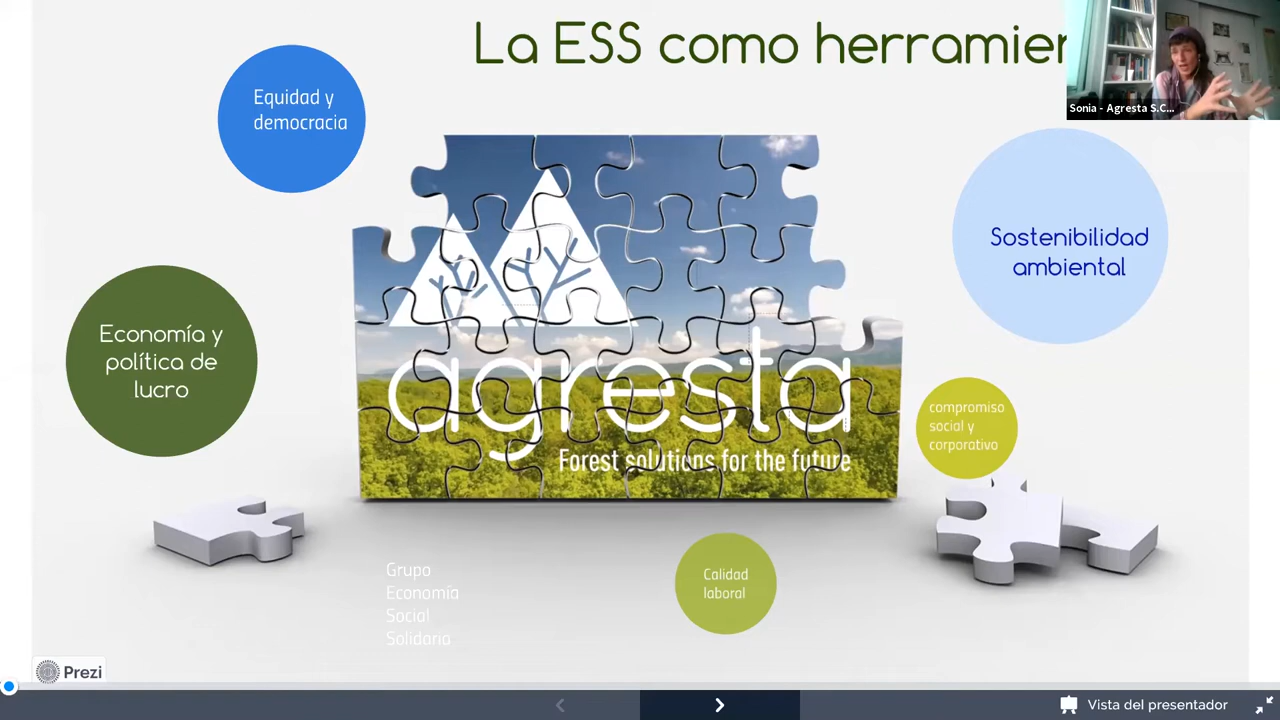 La ESS como herramien
Sonia - Agresta S.C...
Equidad y
democracia
Sostenibilidad
ambiental
Economía y
política de
lucro
agresta
Forest solutions for the future
compromiso
social y
corporativo
Calidad
laboral
Grupo
Economía
Social
Solidaria
Prezi
Vista del presentador